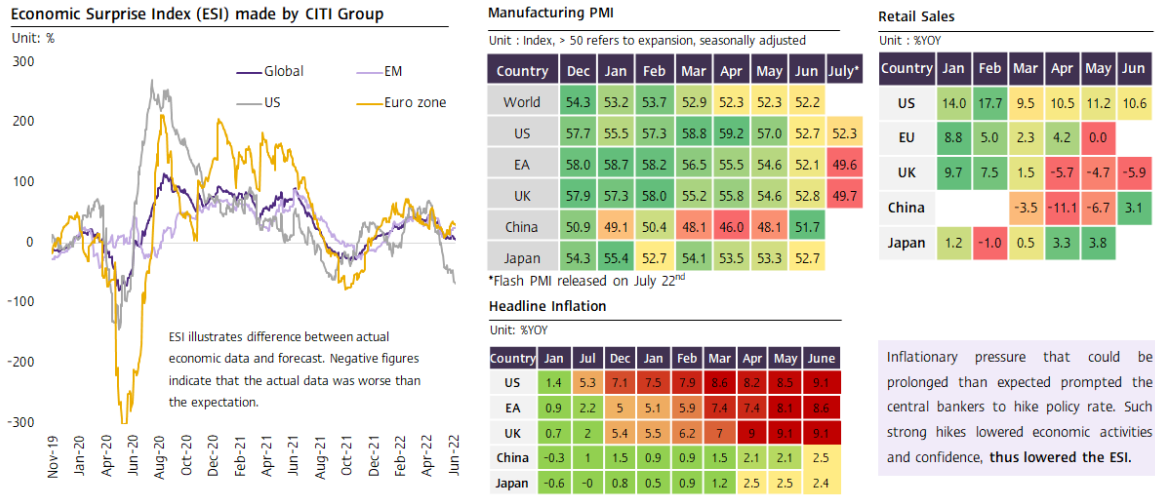 Economic Surprise Index (ESI) made by CITI Group
Unit: %
300
200
100
0
-100
-200
-300
Global
EM
US
Euro zone
ESI illustrates difference between actual
economic data and forecast. Negative figures
indicate that the actual data was worse than
the expectation.
Nov-19
Jan-20
Apr-20
Jun-20
Aug-20
Oct-20
Dec-20
Feb-21
Apr-21
Jun-21
Aug-21
Oct-21
Dec-21
Feb-22
Apr-22
Jun-22
Manufacturing PMI
Unit : Index, > 50 refers to expansion, seasonally adjusted
Country Dec Jan Feb Mar Apr May Jun July*
World 54.3 53.2 53.7 52.9 52.3 52.3 52.2
US 57.7 55.5 57.3 58.8 59.2 57.0 52.7 52.3
EA 58.0 58.7 58.2 56.5 55.5 54.6 52.1 49.6
UK 57.9 57.3 58.0 55.2 55.8 54.6 52.8 49.7
China 50.9 49.1 50.4 48.1 46.0 48.1 51.7
Japan 54.3 55.4 52.7 54.1 53.5 53.3 52.7
*Flash PMI released on July 22nd
Headline Inflation
Unit: %YOY
Country Jan Jul Dec Jan Feb Mar Apr May June
US 1.4 5.3 7.1 7.5 7.9 8.6 8.2 8.5 9.1
EA 0.9 2.2 5 5.1 5.9 7.4 7.4 8.1 8.6
UK 0.7 2 5.4 5.5 6.2 7 9 9.1 9.1
China -0.3 1 1.5 0.9 0.9 1.5 2.1 2.1 2.5
Japan -0.6 -0 0.8 0.5 0.9 1.2 2.5 2.5 2.4
Retail Sales
Unit : %YOY
Country Jan Feb Mar Apr May Jun
US 14.0 17.7 9.5 10.5 11.2 10.6
EU 8.8 5.0 2.3 4.2 0.0
UK 9.7 7.5 1.5 -5.7 -4.7 -5.9
China -3.5 -11.1 -6.7 3.1
Japan 1.2 -1.0 0.5 3.3 3.8
Inflationary pressure that could be
prolonged than expected prompted the
central bankers to hike policy rate. Such
strong hikes lowered economic activities
and confidence, thus lowered the ESI.